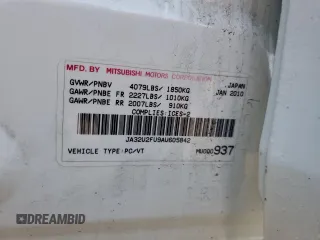 MFD. BY MITSUBISHI MOTORS CORPORATION
JAPAN
GVWR/PNBV 4079LBS/ 1850KG JAN 2010
GAWR/PNBE FR 2227LBS/ 1010KG
GAWR/PNBE RR 2007LBS/ 910KG
COMPLIES:ICES-2
JA32U2FU9AU605842
VEHICLE TYPE:PC/VT
937
DREAMBID